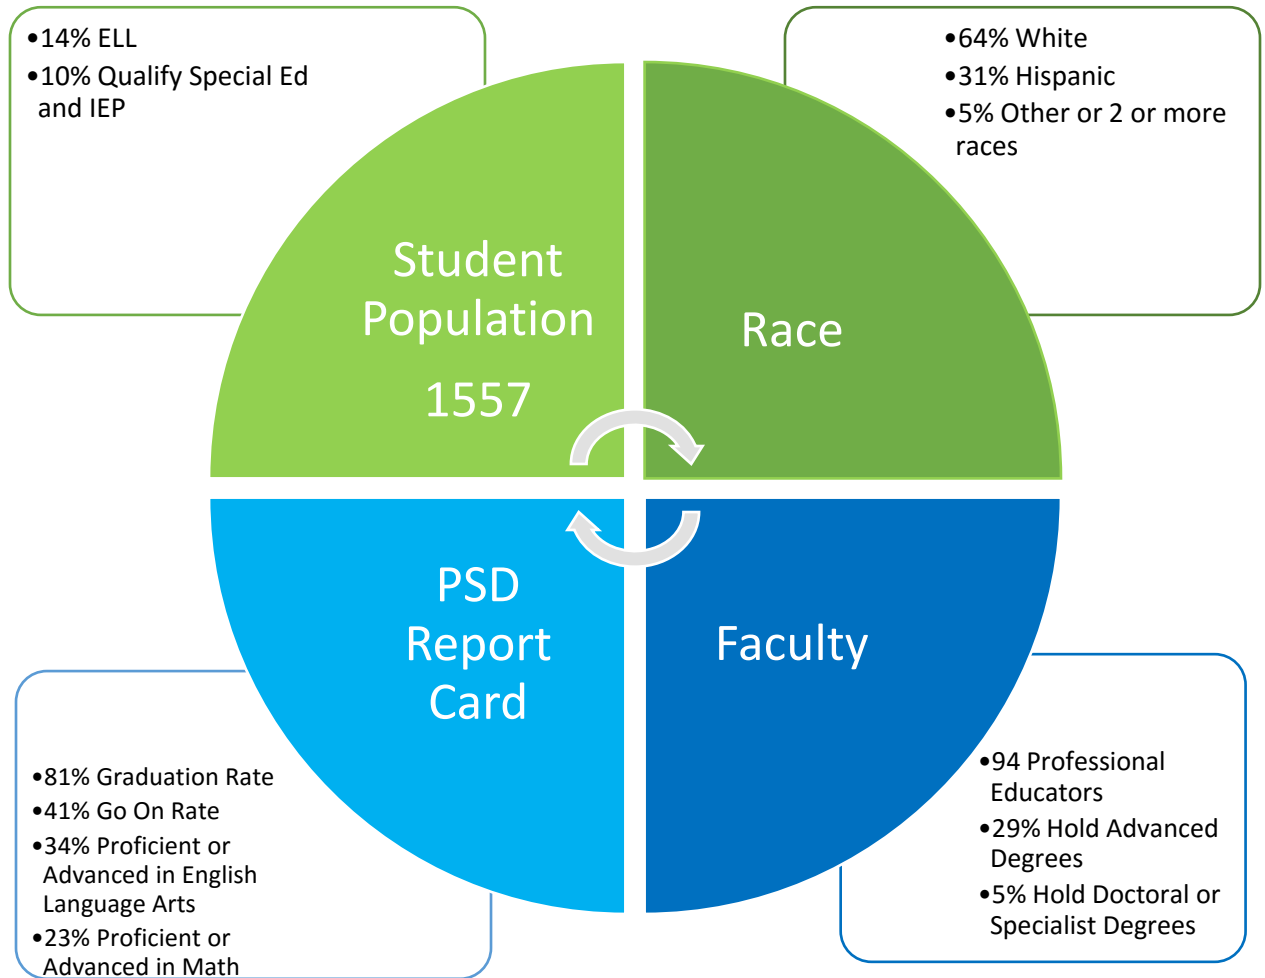 •14% ELL
•10% Qualify Special Ed
and IEP
•64% White
•31% Hispanic
•5% Other or 2 or more
races
Student
Population
1557
Race
PSD
Report
Card
Faculty
•81% Graduation Rate
•41% Go On Rate
•34% Proficient or
Advanced in English
Language Arts
•23% Proficient or
Advanced in Math
•94 Professional
Educators
•29% Hold Advanced
Degrees
•5% Hold Doctoral or
Specialist Degrees